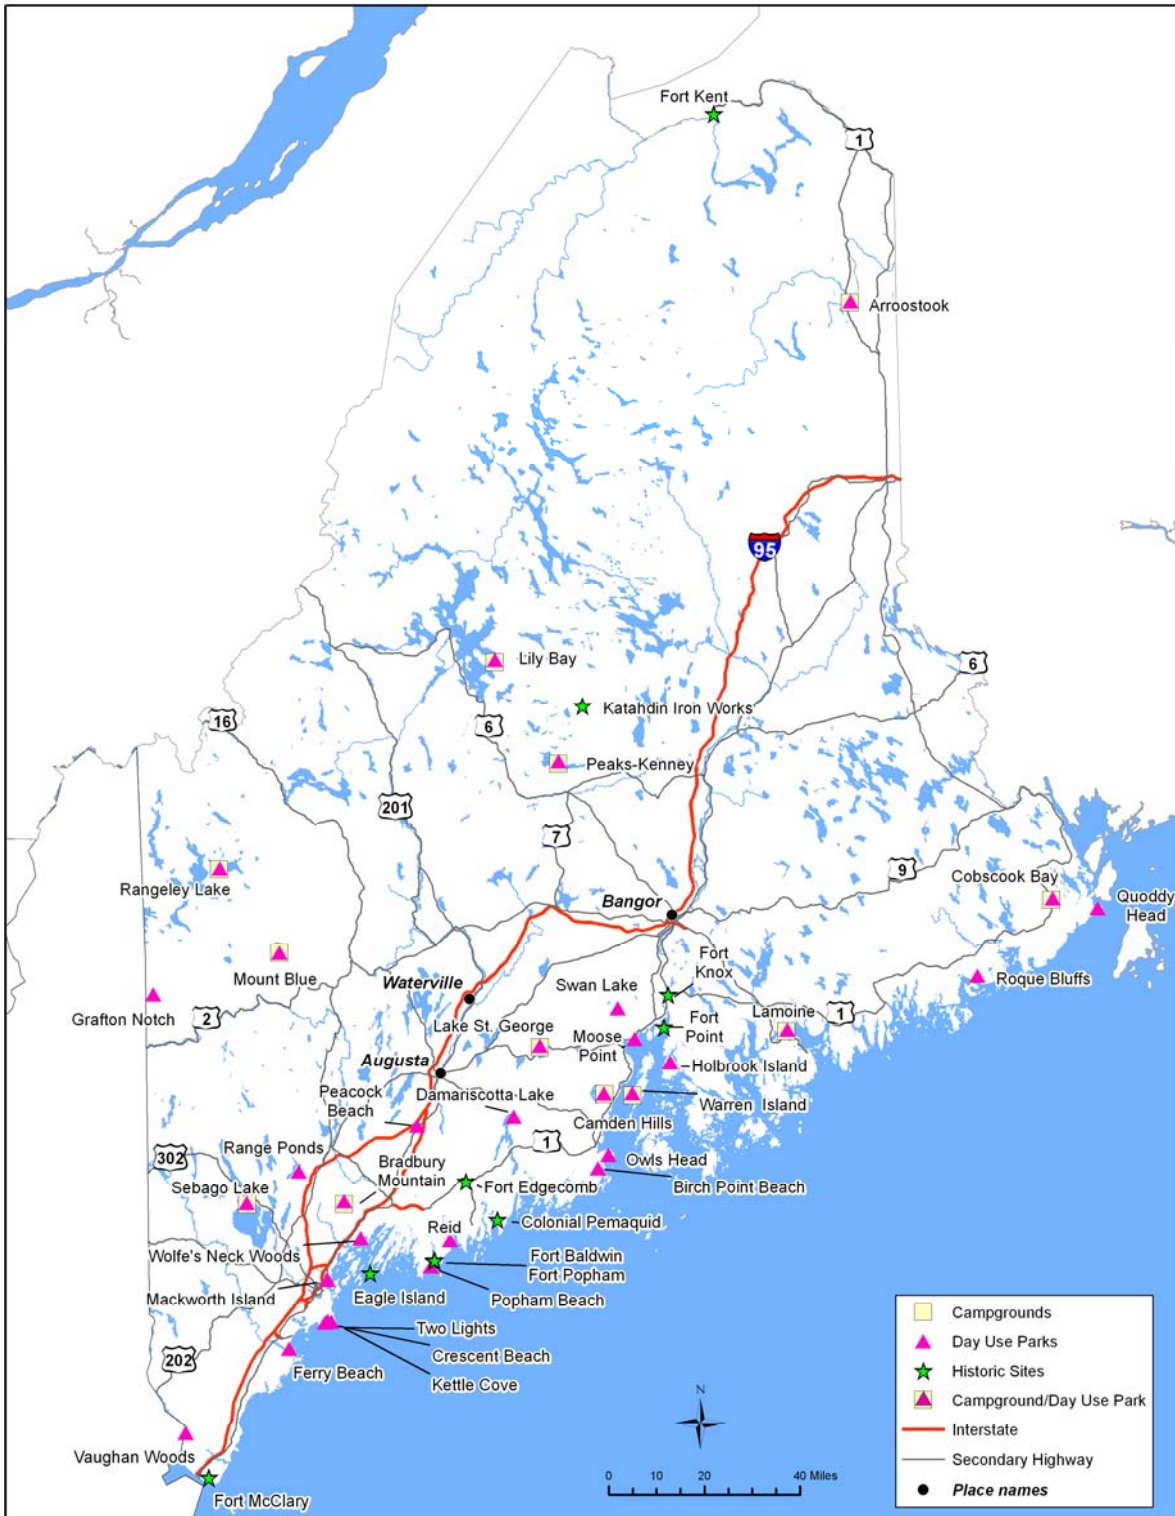 Fort Kent
1
Arroostook
95
Lily Bay
6
Katahdin Iron Works
16
6
Peaks-Kenney
201
7
9
Rangeley Lake
Cobscook Bay
Bangor
Quoddy
Head
Fort
Knox
Mount Blue
Waterville
Swan Lake
Roque Bluffs
Grafton Notch
2
Lake St. George
Moose
Point
Fort
Point
Lamoine
1
Augusta
Holbrook Island
Peacock
Beach
Damariscotta Lake
Warren Island
Camden Hills
302
Range Ponds
Bradbury
Mountain
1
Owls Head
Birch Point Beach
Sebago Lake
Fort Edgecomb
Colonial Pemaquid
Reid
Wolfe's Neck Woods
Fort Baldwin
Fort Popham
Mackworth Island
Eagle Island
Popham Beach
Two Lights
Crescent Beach
Kettle Cove
202
Ferry Beach
Vaughan Woods
Fort McClary
N
0 10 20 40 Miles
Campgrounds
Day Use Parks
Historic Sites
Campground/Day Use Park
Interstate
Secondary Highway
Place names